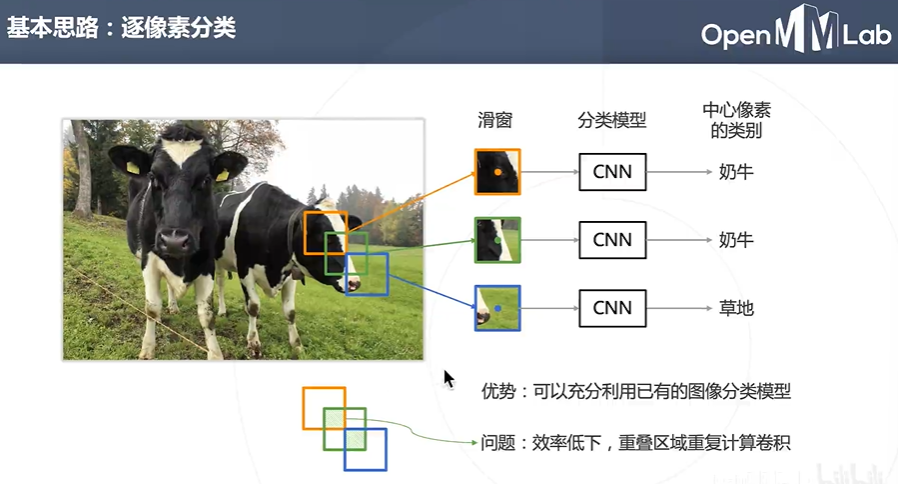 基本思路：逐像素分类
OpenMMLab
滑窗
分类模型
中心像素
的类别
CNN
奶牛
CNN
奶牛
CNN
草地
优势：可以充分利用已有的图像分类模型
问题：效率低下，重叠区域重复计算卷积